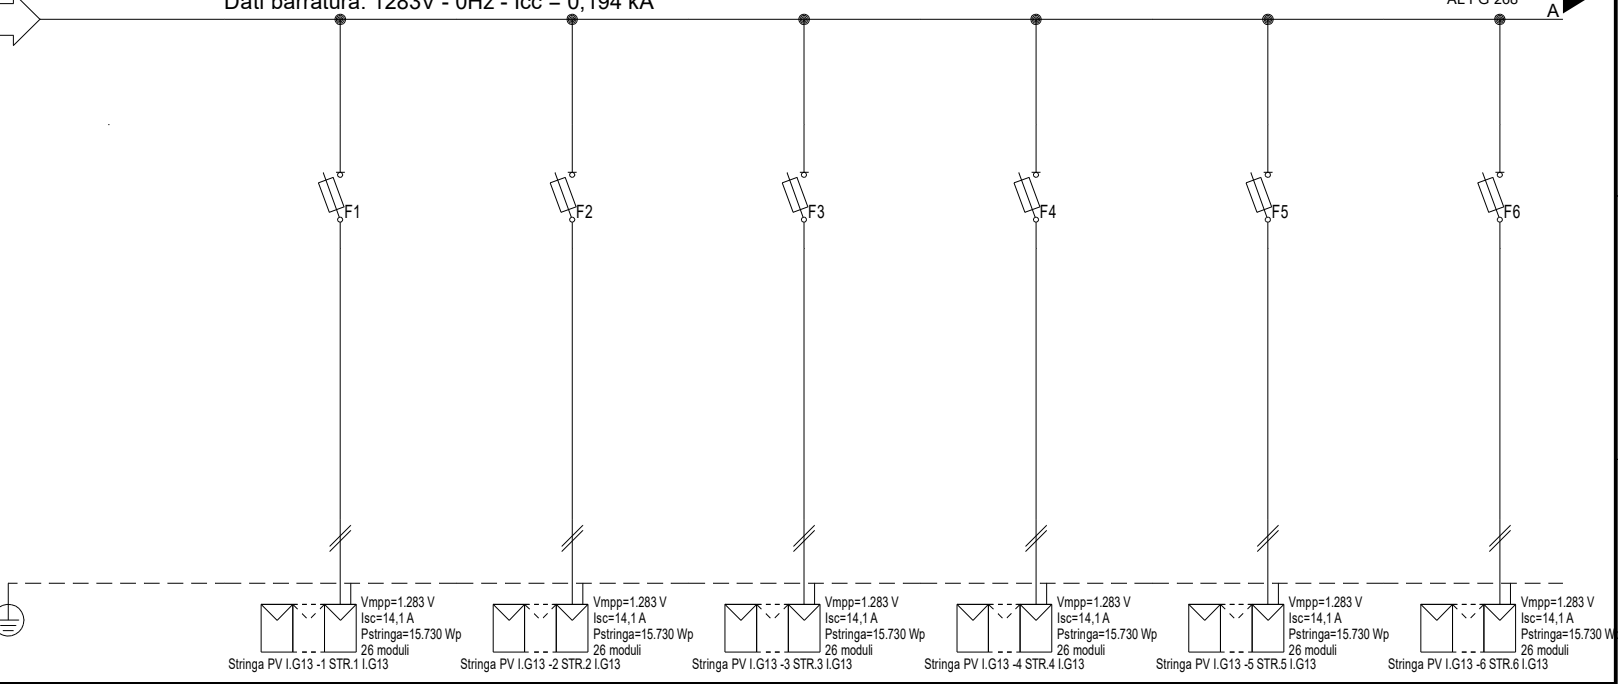 Dati barratura: 1283V - 0Hz - Icc = 0,194 kA
AL FG 268
A
F1
F2
F3
F4
F5
F6
Vmpp=1.283 V
Isc=14,1 A
Pstringa=15.730 Wp
26 moduli
Stringa PV I.G13 -1 STR.1 I.G13
Vmpp=1.283 V
Isc=14,1 A
Pstringa=15.730 Wp
26 moduli
Stringa PV I.G13 -2 STR.2 I.G13
Vmpp=1.283 V
Isc=14,1 A
Pstringa=15.730 Wp
26 moduli
Stringa PV I.G13 -3 STR.3 I.G13
Vmpp=1.283 V
Isc=14,1 A
Pstringa=15.730 Wp
26 moduli
Stringa PV I.G13 -4 STR.4 I.G13
Vmpp=1.283 V
Isc=14,1 A
Pstringa=15.730 Wp
26 moduli
Stringa PV I.G13 -5 STR.5 I.G13
Vmpp=1.283 V
Isc=14,1 A
Pstringa=15.730 W
26 moduli
Stringa PV I.G13 -6 STR.6 I.G13